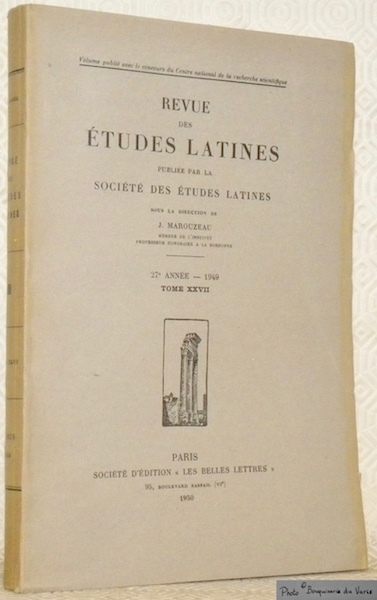 Volume publié avec le concours du Centre national de la recherche scientifique
REVUE
DES
ÉTUDES LATINES
PUBLIÉE PAR LA
SOCIÉTÉ DES ÉTUDES LATINES
SOUS LA DIRECTION DE
J. MAROUZEAU
MEMBRE DE L'INSTITUT
PROFESSEUR HONORAIRE A LA SORBONNE
27e ANNÉE — 1949
TOME XXVII
PARIS
SOCIÉTÉ D'ÉDITION « LES BELLES LETTRES »
95, BOULEVARD RASPAIL (VIe)
1950
Photo © Bouquinerie du Varis